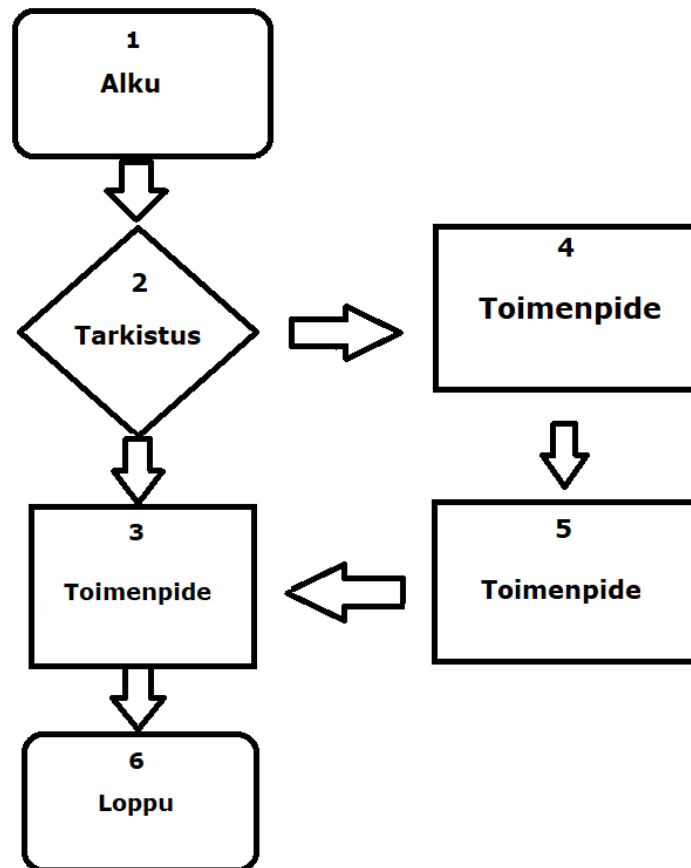 1
Alku
2
Tarkistus
3
Toimenpide
4
Toimenpide
5
Toimenpide
6
Loppu